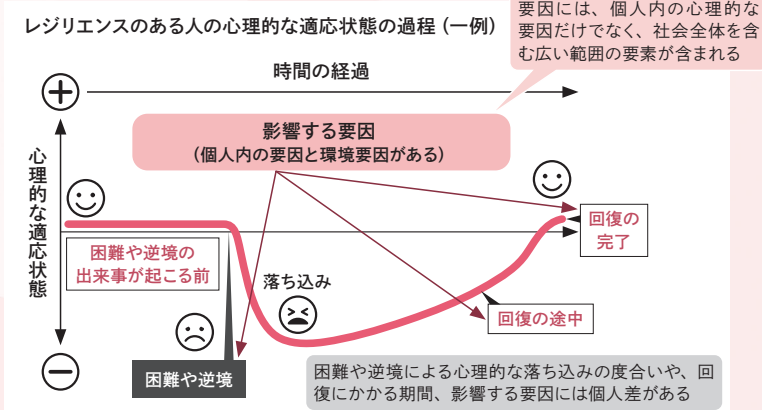 レジリエンスのある人の心理的な適応状態の過程（一例）
要因には、個人内の心理的な
要因だけでなく、社会全体を含
む広い範囲の要素が含まれる
時間の経過
影響する要因
（個人内の要因と環境要因がある）
心理的な適応状態
困難や逆境の
出来事が起こる前
落ち込み
回復の
完了
回復の途中
困難や逆境
困難や逆境による心理的な落ち込みの度合いや、回
復にかかる期間、影響する要因には個人差がある